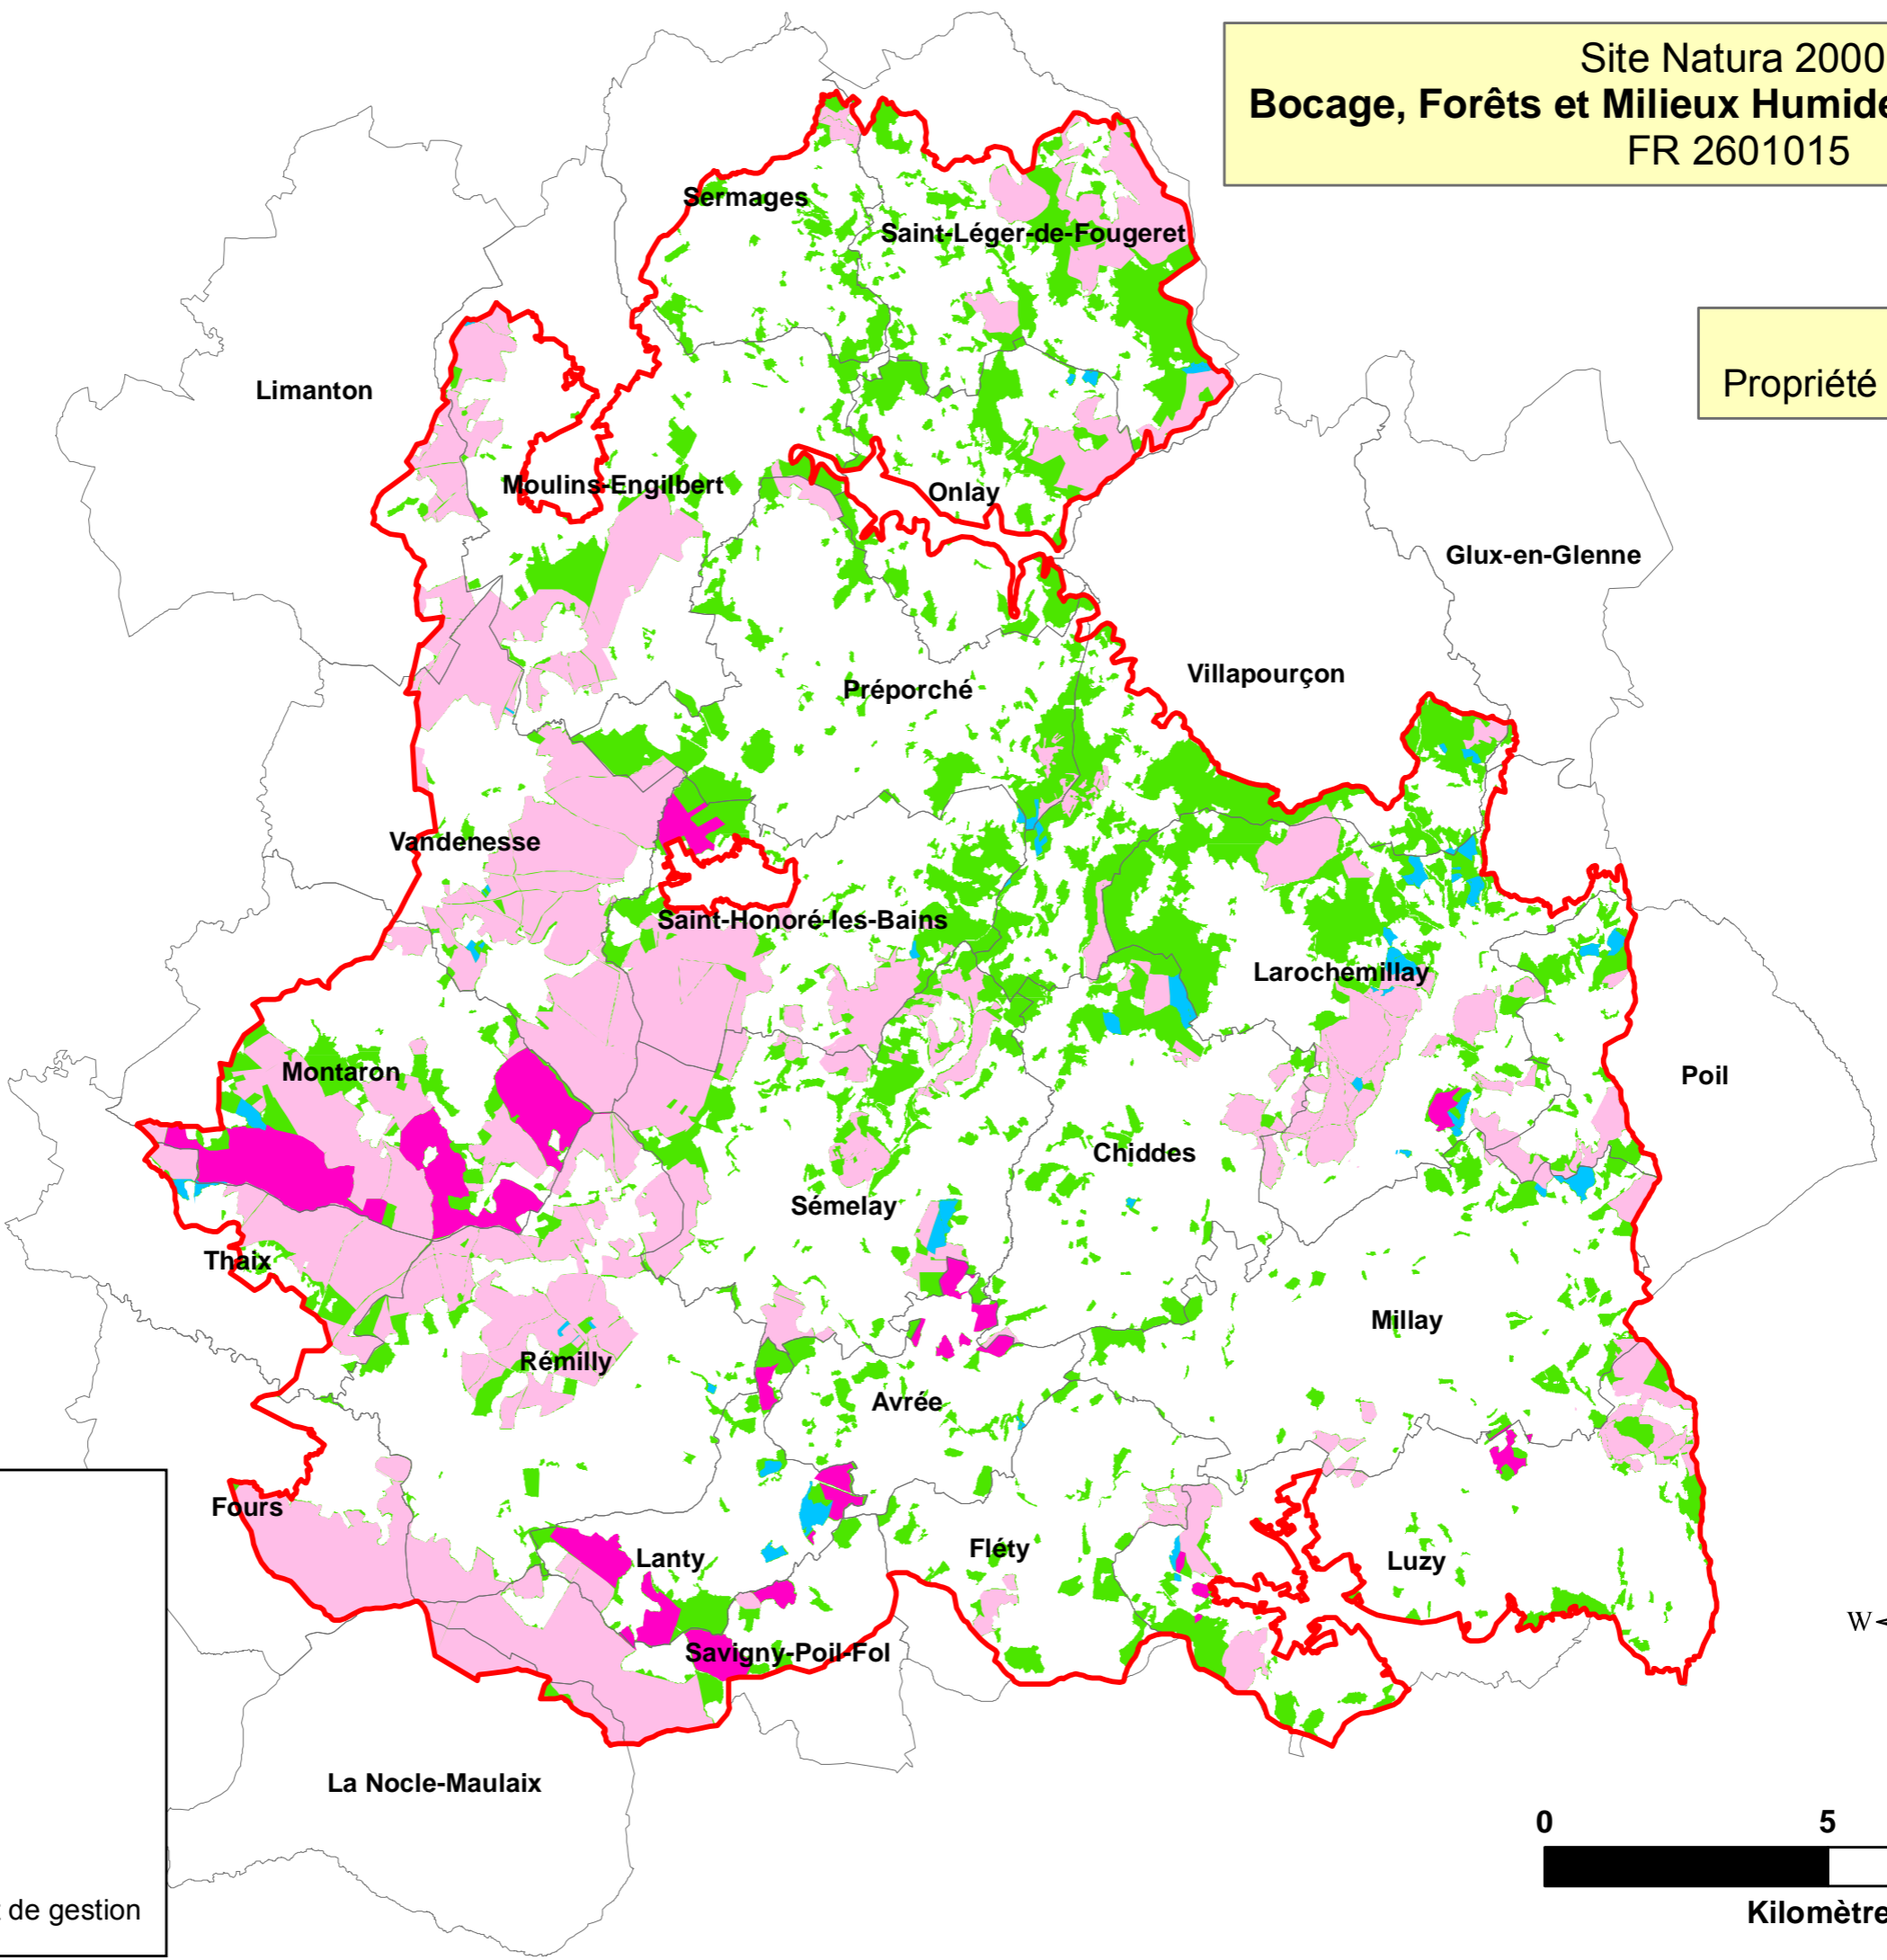 Site Natura 2000
Bocage, Forêts et Milieux Humide
FR 2601015
Propriété
Sermages
Saint-Léger-de-Fougeret
Limanton
Moulins-Engilbert
Onlay
Glux-en-Glenne
Villapourçon
Préporché
Vandenesse
Saint-Honoré-les-Bains
Larochemillay
Montaron
Poil
Chiddes
Sémelay
Thaix
Millay
Rémilly
Avrée
Fours
Fléty
Lanty
Luzy
W
Savigny-Poil-Fol
La Nocle-Maulaix
0 5
Kilomètre
de gestion